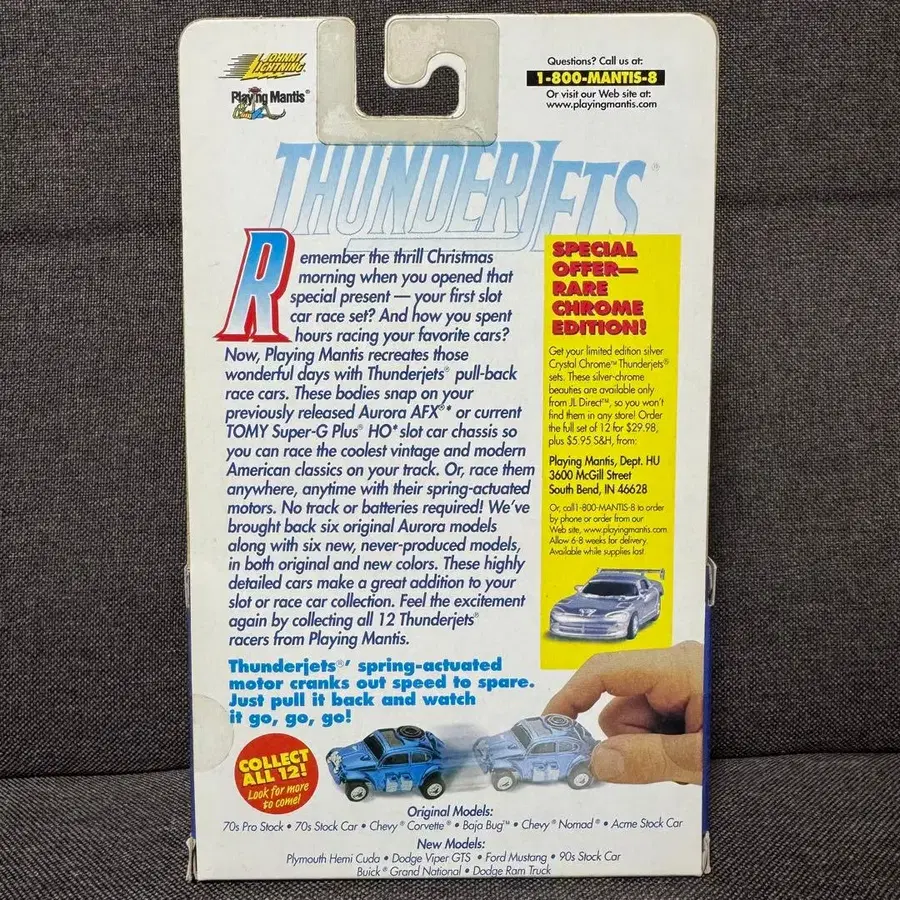 JOHNNY
LIGHTNING
Playing Mantis®
Questions? Call us at:
1-800-MANTIS-8
Or visit our Web site at:
www.playingmantis.com
THUNDERJETS®
Remember the thrill Christmas
morning when you opened that
special present — your first slot
car race set? And how you spent
hours racing your favorite cars?
Now, Playing Mantis recreates those
wonderful days with Thunderjets® pull-back
race cars. These bodies snap on your
previously released Aurora AFX®* or current
TOMY Super-G Plus® HO* slot car chassis so
you can race the coolest vintage and modern
American classics on your track. Or, race them
anywhere, anytime with their spring-actuated
motors. No track or batteries required! We've
brought back six original Aurora models
along with six new, never-produced models,
in both original and new colors. These highly
detailed cars make a great addition to your
slot or race car collection. Feel the excitement
again by collecting all 12 Thunderjets®
racers from Playing Mantis.
SPECIAL
OFFER—
RARE
CHROME
EDITION!
Get your limited edition silver
Crystal Chrome™ Thunderjets®
sets. These silver-chrome
beauties are available only
from JL Direct™, so you won't
find them in any store! Order
the full set of 12 for $29.98,
plus $5.95 S&H, from:
Playing Mantis, Dept. HU
3600 McGill Street
South Bend, IN 46628
Or, call 1-800-MANTIS-8 to order
by phone or order from our
Web site, www.playingmantis.com
Allow 6-8 weeks for delivery.
Available while supplies last.
Thunderjets®' spring-actuated
motor cranks out speed to spare.
Just pull it back and watch
it go, go, go!
COLLECT
ALL 12!
Look for more
to come!
Original Models:
70s Pro Stock • 70s Stock Car • Chevy® Corvette® • Baja Bug™ • Chevy® Nomad® • Acme Stock Car
New Models:
Plymouth Hemi Cuda • Dodge Viper GTS • Ford Mustang • 90s Stock Car
Buick® Grand National • Dodge Ram Truck